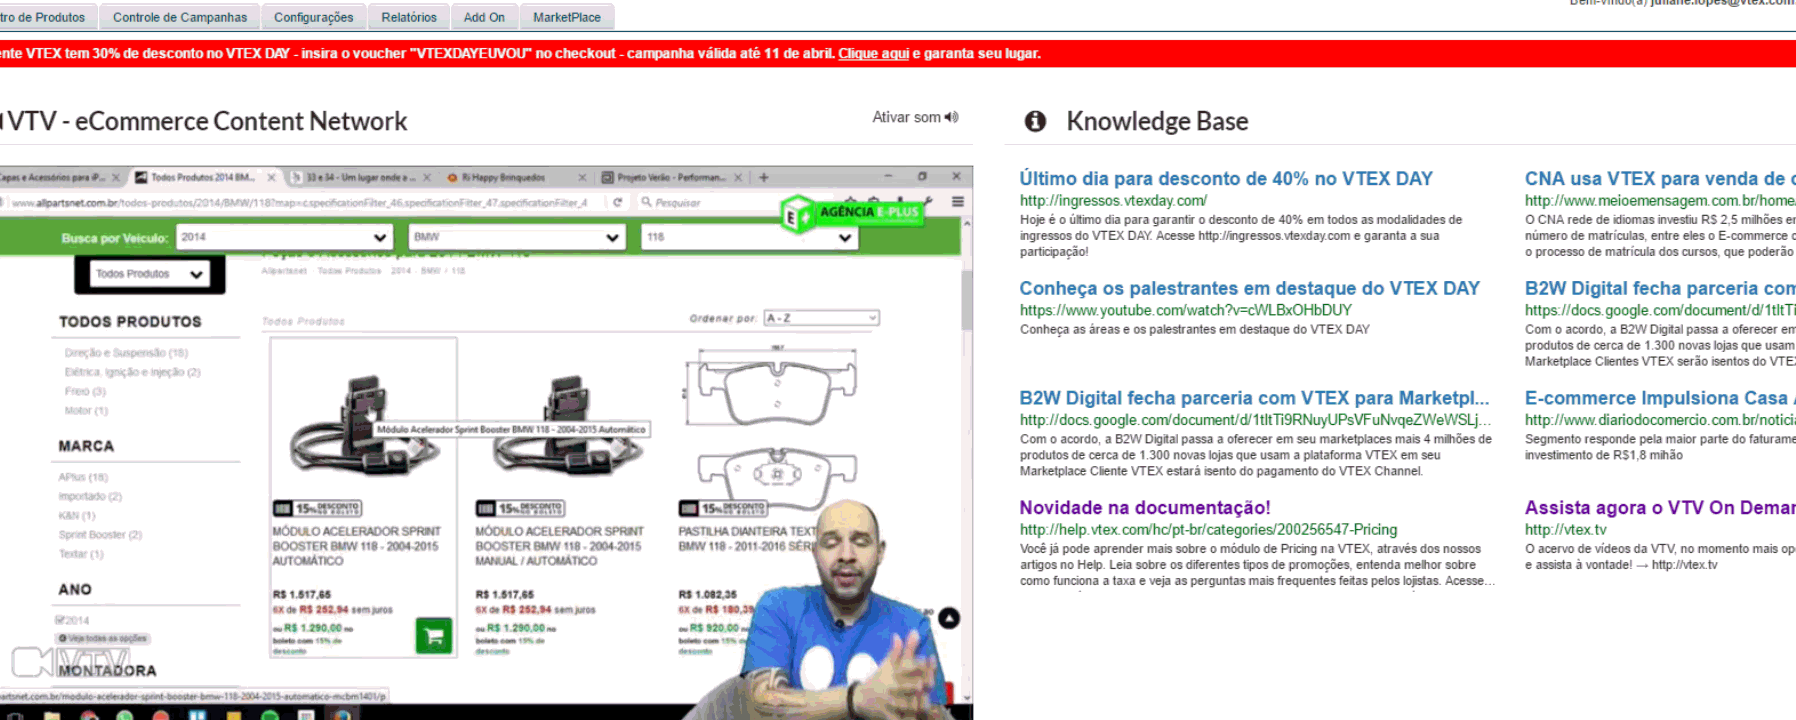 tro de Produtos
Controle de Campanhas
Configurações
Relatórios
Add On
MarketPlace
Bem-vindo(a) juliane.lopes@vtex.com
ente VTEX tem 30% de desconto no VTEX DAY - insira o voucher "VTEXDAYEUVOU" no checkout - campanha válida até 11 de abril. Clique aqui e garanta seu lugar.
VTV - eCommerce Content Network
Ativar som
Capas e Acessórios para iP...
Todos Produtos 2014 BM...
33 e 34 - Um lugar onde a ...
Ri Happy Brinquedos
Projeto Verão - Performan...
www.allpartsnet.com.br/todos-produtos/2014/BMW/118?map=c,specificationFilter_46,specificationFilter_47,specificationFilter_4
Pesquisar
AGÊNCIA E-PLUS
Busca por Veiculo:
2014
BMW
118
Todos Produtos
Allpartsnet Todos Produtos 2014 - BMW / 118
TODOS PRODUTOS
Direção e Suspensão (18)
Elétrica, Ignição e Injeção (2)
Freio (3)
Motor (1)
MARCA
APlus (18)
Importado (2)
K&N (1)
Sprint Booster (2)
Textar (1)
ANO
2014
Veja todas as opções
MONTADORA
VTV
Todos Produtos
Ordenar por:
A - Z
Módulo Acelerador Sprint Booster BMW 118 - 2004-2015 Automático
15% DESCONTO NO BOLETO
MÓDULO ACELERADOR SPRINT
BOOSTER BMW 118 - 2004-2015
AUTOMÁTICO
R$ 1.517,65
6X de R$ 252,94 sem juros
ou R$ 1.290,00 no
boleto com 15% de
desconto
15% DESCONTO NO BOLETO
MÓDULO ACELERADOR SPRINT
BOOSTER BMW 118 - 2004-2015
MANUAL / AUTOMÁTICO
R$ 1.517,65
6X de R$ 252,94 sem juros
ou R$ 1.290,00 no
boleto com 15% de
desconto
15% DESCONTO NO BOLETO
PASTILHA DIANTEIRA TEXT
BMW 118 - 2011-2016 SÉRI
R$ 1.082,35
6X de R$ 180,39
ou R$ 920,00 no
boleto com 15% de
desconto
partsnet.com.br/modulo-acelerador-sprint-booster-bmw-118-2004-2015-automatico-mcbm1401/p
Knowledge Base
Último dia para desconto de 40% no VTEX DAY
http://ingressos.vtexday.com/
Hoje é o último dia para garantir o desconto de 40% em todos as modalidades de
ingressos do VTEX DAY. Acesse http://ingressos.vtexday.com e garanta a sua
participação!
Conheça os palestrantes em destaque do VTEX DAY
https://www.youtube.com/watch?v=cWLBxOHbDUY
Conheça as áreas e os palestrantes em destaque do VTEX DAY
B2W Digital fecha parceria com VTEX para Marketpl...
http://docs.google.com/document/d/1tItTi9RNuyUPsVFuNvqeZWeWSLj...
Com o acordo, a B2W Digital passa a oferecer em seu marketplaces mais 4 milhões de
produtos de cerca de 1.300 novas lojas que usam a plataforma VTEX em seu
Marketplace Cliente VTEX estará isento do pagamento do VTEX Channel.
Novidade na documentação!
http://help.vtex.com/hc/pt-br/categories/200256547-Pricing
Você já pode aprender mais sobre o módulo de Pricing na VTEX, através dos nossos
artigos no Help. Leia sobre os diferentes tipos de promoções, entenda melhor sobre
como funciona a taxa e veja as perguntas mais frequentes feitas pelos lojistas. Acesse...
CNA usa VTEX para venda de c
http://www.meioemensagem.com.br/home/
O CNA rede de idiomas investiu R$ 2,5 milhões em
número de matrículas, entre eles o E-commerce c
o processo de matrícula dos cursos, que poderão
B2W Digital fecha parceria com
https://docs.google.com/document/d/1tItTi
Com o acordo, a B2W Digital passa a oferecer em
produtos de cerca de 1.300 novas lojas que usam
Marketplace Clientes VTEX serão isentos do VTEX
E-commerce Impulsiona Casa
http://www.diariodocomercio.com.br/notici
Segmento responde pela maior parte do faturame
investimento de R$1,8 mihão
Assista agora o VTV On Deman
http://vtex.tv
O acervo de vídeos da VTV, no momento mais op
e assista à vontade! → http://vtex.tv